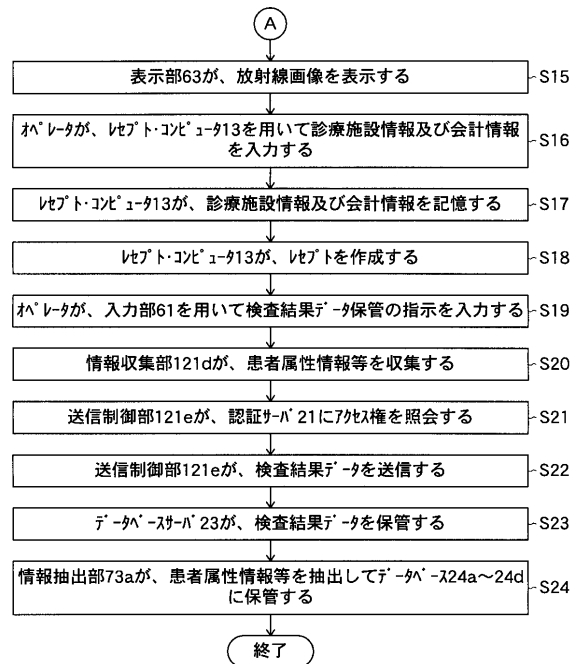 A
表示部63が、放射線画像を表示する
S15
ｵﾍﾟﾚｰﾀが、ﾚｾﾌﾟﾄ･ｺﾝﾋﾟｭｰﾀ13を用いて診療施設情報及び会計情報
を入力する
S16
ﾚｾﾌﾟﾄ･ｺﾝﾋﾟｭｰﾀ13が、診療施設情報及び会計情報を記憶する
S17
ﾚｾﾌﾟﾄ･ｺﾝﾋﾟｭｰﾀ13が、ﾚｾﾌﾟﾄを作成する
S18
ｵﾍﾟﾚｰﾀが、入力部61を用いて検査結果ﾃﾞｰﾀ保管の指示を入力する
S19
情報収集部121dが、患者属性情報等を収集する
S20
送信制御部121eが、認証ｻｰﾊﾞ21にｱｸｾｽ権を照会する
S21
送信制御部121eが、検査結果ﾃﾞｰﾀを送信する
S22
ﾃﾞｰﾀﾍﾞｰｽｻｰﾊﾞ23が、検査結果ﾃﾞｰﾀを保管する
S23
情報抽出部73aが、患者属性情報等を抽出してﾃﾞｰﾀﾍﾞｰｽ24a～24d
に保管する
S24
終了